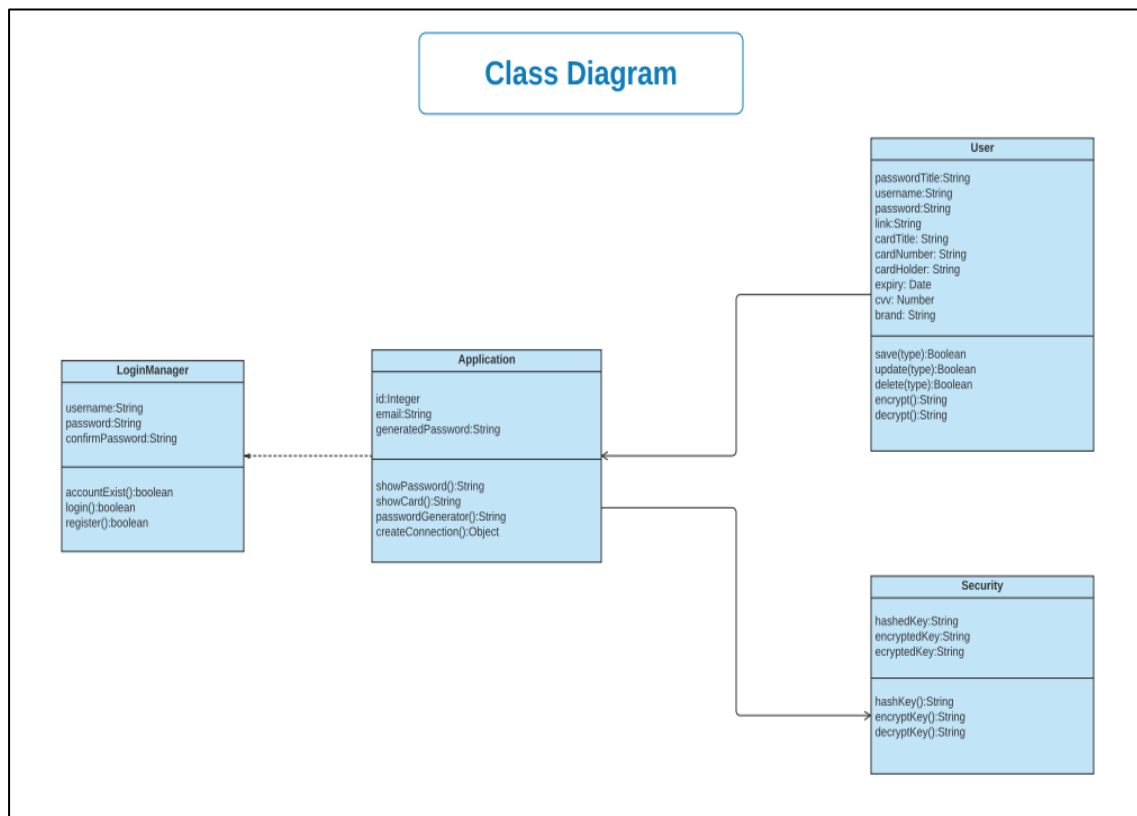 Class Diagram
User
passwordTitle:String
username:String
password:String
link:String
cardTitle: String
cardNumber: String
cardHolder: String
expiry: Date
cvv: Number
brand: String
save(type):Boolean
update(type):Boolean
delete(type):Boolean
encrypt():String
decrypt():String
LoginManager
username:String
password:String
confirmPassword:String
accountExist():boolean
login():boolean
register():boolean
Application
id:Integer
email:String
generatedPassword:String
showPassword():String
showCard():String
passwordGenerator():String
createConnection():Object
Security
hashedKey:String
encryptedKey:String
ecryptedKey:String
hashKey():String
encryptKey():String
decryptKey():String